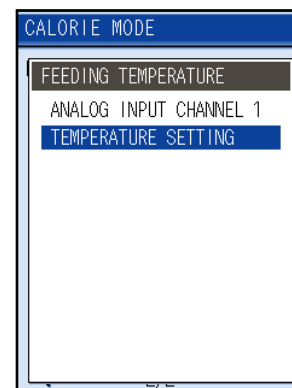 CALORIE MODE
FEEDING TEMPERATURE
ANALOG INPUT CHANNEL 1
TEMPERATURE SETTING